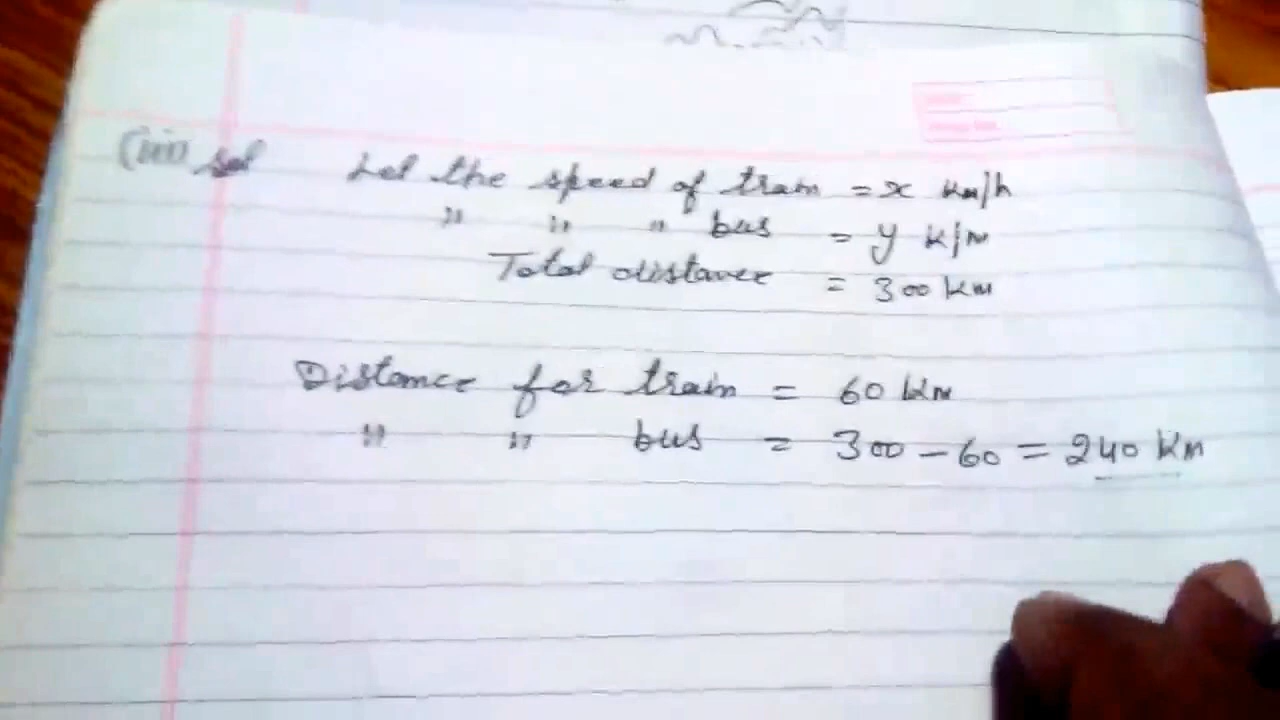 (iii) sol Let the speed of train = x km/h
" " " bus = y k/m
Total distance = 300 km
Distance for train = 60 km
" " bus = 300 - 60 = 240 km